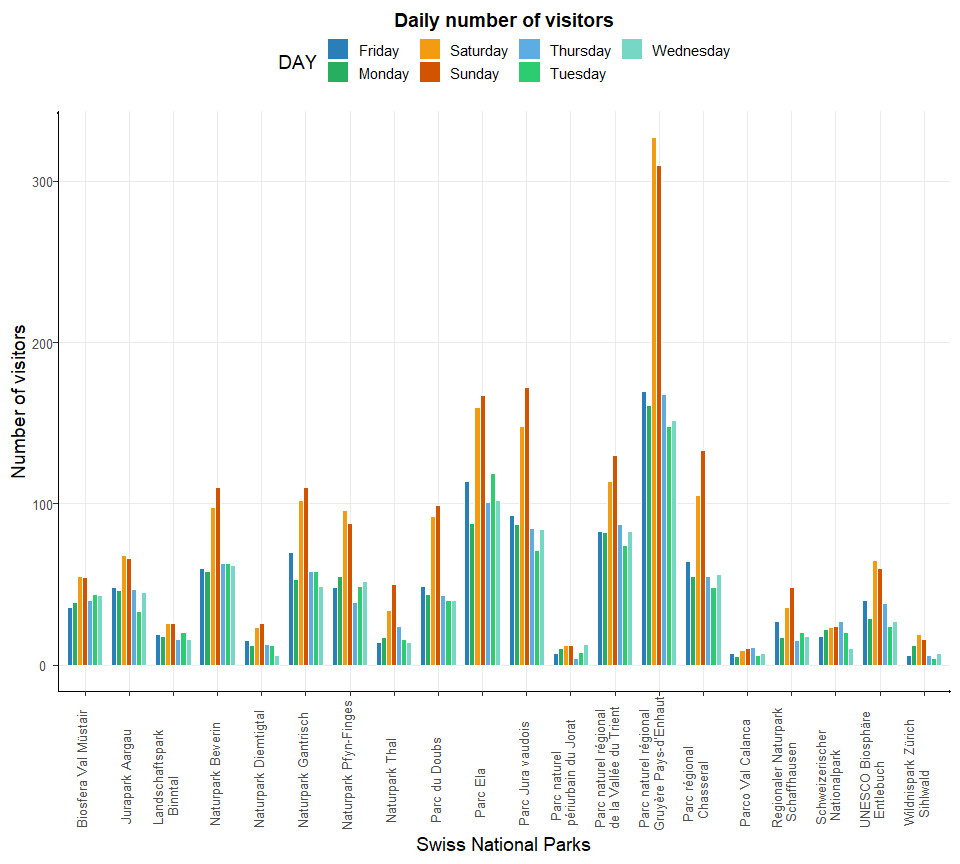 Daily number of visitors
DAY
Friday
Saturday
Thursday
Wednesday
Monday
Sunday
Tuesday
Number of visitors
300
200
100
0
Biosfera Val Müstair
Jurapark Aargau
Landschaftspark
Binntal
Naturpark Beverin
Naturpark Diemtigtal
Naturpark Gantrisch
Naturpark Pfyn-Finges
Naturpark Thal
Parc du Doubs
Parc Ela
Parc Jura vaudois
Parc naturel
périurbain du Jorat
Parc naturel régional
de la Vallée du Trient
Parc naturel régional
Gruyère Pays-d'Enhaut
Parc régional
Chasseral
Parco Val Calanca
Regionaler Naturpark
Schaffhausen
Schweizerischer
Nationalpark
UNESCO Biosphäre
Entlebuch
Wildnispark Zürich
Sihlwald
Swiss National Parks